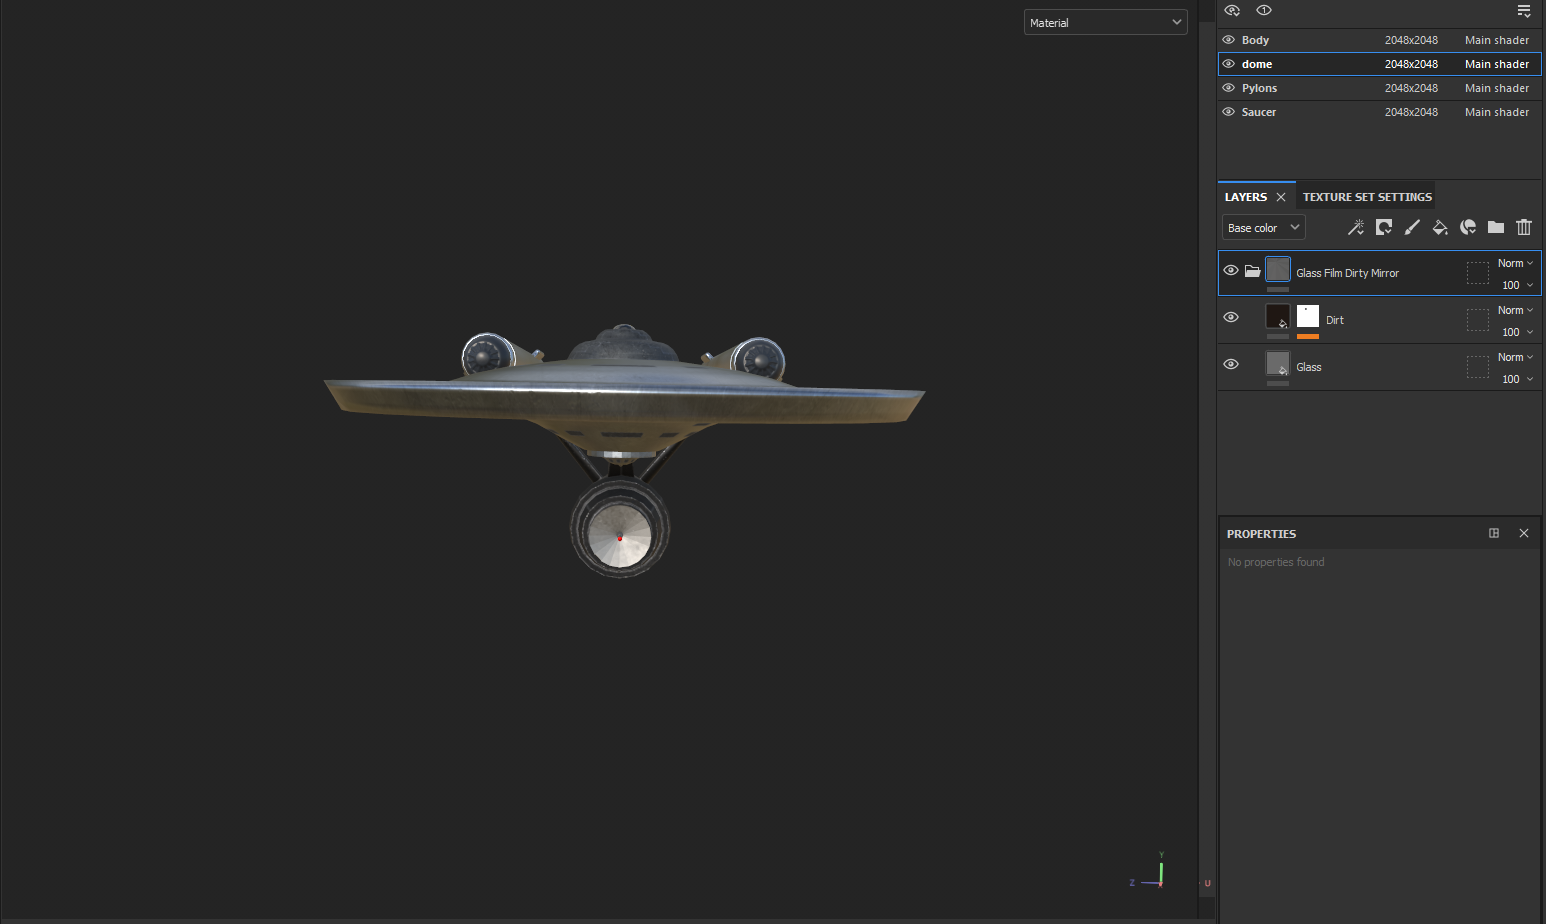 Material
1
Body 2048x2048 Main shader
dome 2048x2048 Main shader
Pylons 2048x2048 Main shader
Saucer 2048x2048 Main shader
LAYERS TEXTURE SET SETTINGS
Base color
Norm
Glass Film Dirty Mirror
100
Norm
Dirt
100
Norm
Glass
100
PROPERTIES
No properties found
Y
Z
U